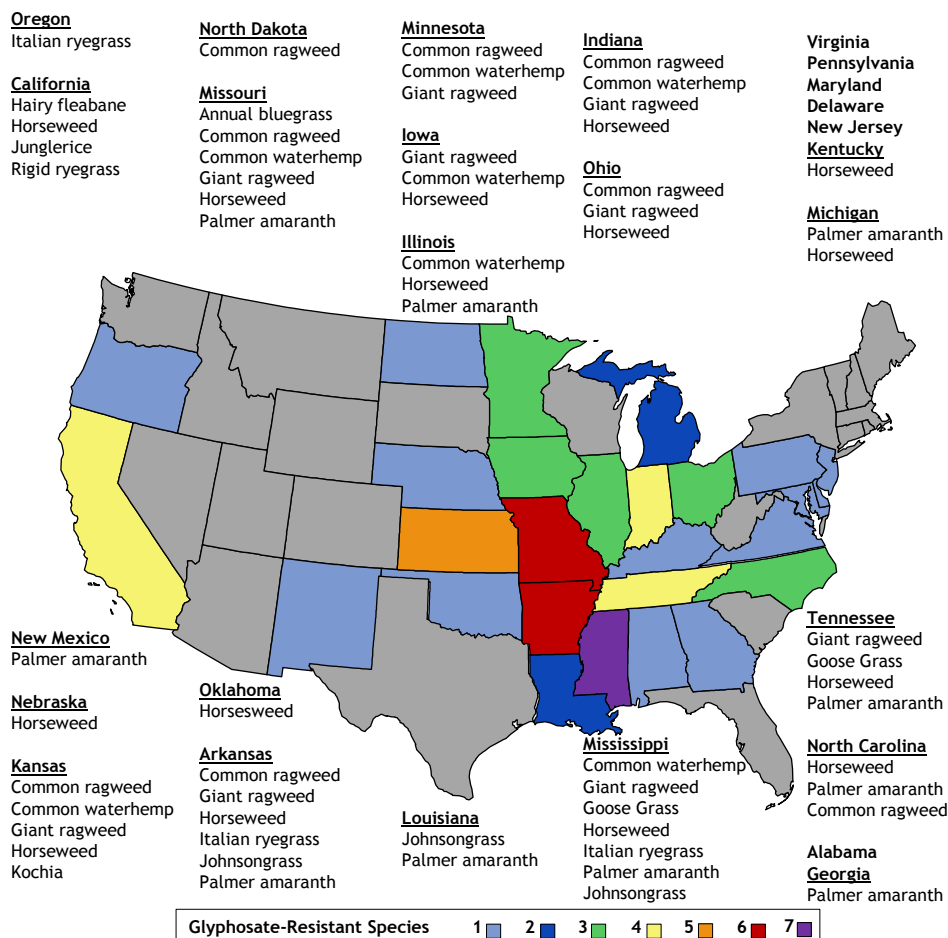 Oregon
Italian ryegrass
California
Hairy fleabane
Horseweed
Junglerice
Rigid ryegrass
North Dakota
Common ragweed
Missouri
Annual bluegrass
Common ragweed
Common waterhemp
Giant ragweed
Horseweed
Palmer amaranth
Minnesota
Common ragweed
Common waterhemp
Giant ragweed
Iowa
Giant ragweed
Common waterhemp
Horseweed
Illinois
Common waterhemp
Horseweed
Palmer amaranth
Indiana
Common ragweed
Common waterhemp
Giant ragweed
Horseweed
Ohio
Common ragweed
Giant ragweed
Horseweed
Virginia
Pennsylvania
Maryland
Delaware
New Jersey
Kentucky
Horseweed
Michigan
Palmer amaranth
Horseweed
New Mexico
Palmer amaranth
Nebraska
Horseweed
Kansas
Common ragweed
Common waterhemp
Giant ragweed
Horseweed
Kochia
Oklahoma
Horsesweed
Arkansas
Common ragweed
Giant ragweed
Horseweed
Italian ryegrass
Johnsongrass
Palmer amaranth
Louisiana
Johnsongrass
Palmer amaranth
Mississippi
Common waterhemp
Giant ragweed
Goose Grass
Horseweed
Italian ryegrass
Palmer amaranth
Johnsongrass
Tennessee
Giant ragweed
Goose Grass
Horseweed
Palmer amaranth
North Carolina
Horseweed
Palmer amaranth
Common ragweed
Alabama
Georgia
Palmer amaranth
Glyphosate-Resistant Species 1 2 3 4 5 6 7